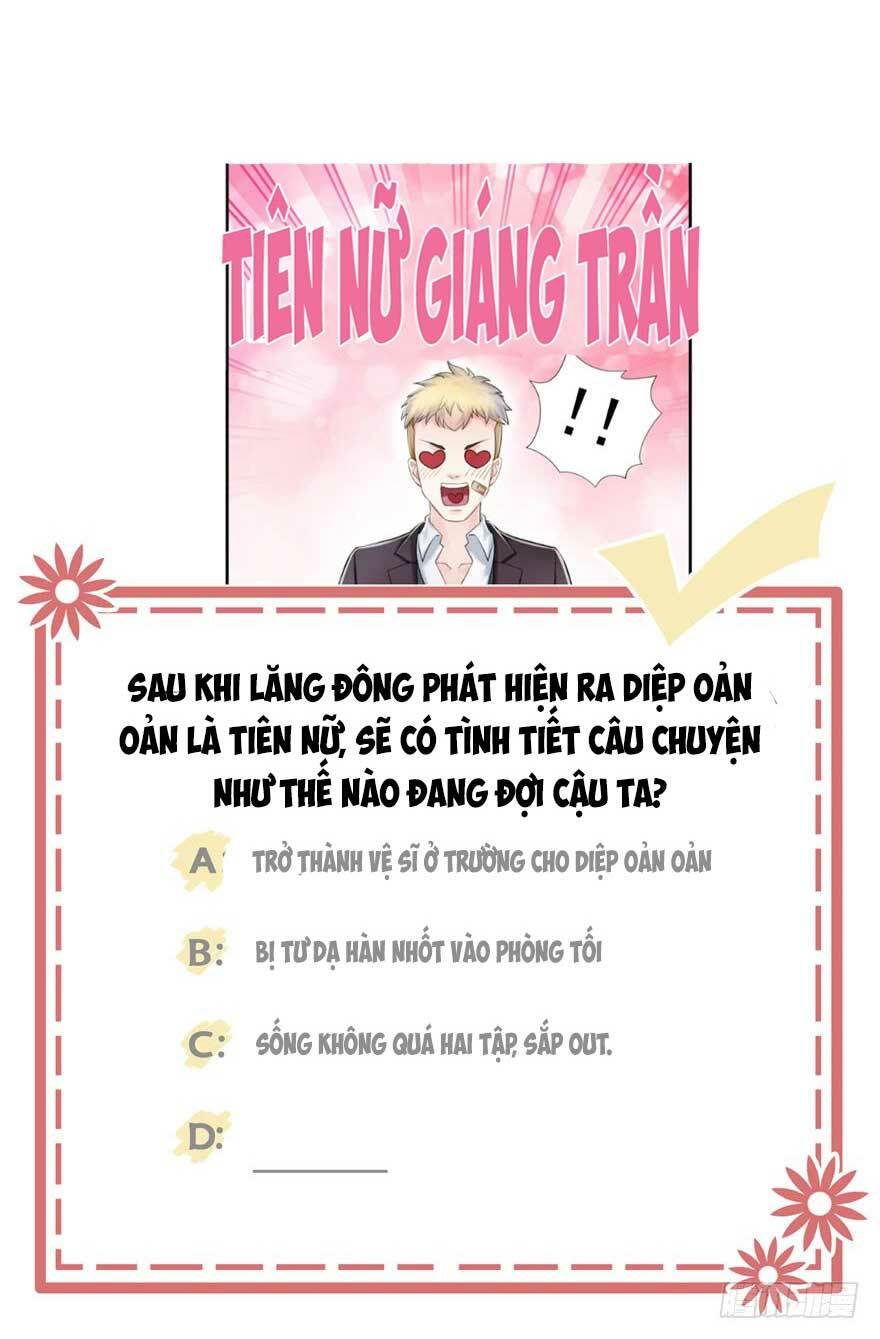 TIÊN NỮ GIÁNG TRẦN
!!
SAU KHI LĂNG ĐÔNG PHÁT HIỆN RA DIỆP OẢN
OẢN LÀ TIÊN NỮ, SẼ CÓ TÌNH TIẾT CÂU CHUYỆN
NHƯ THẾ NÀO ĐANG ĐỢI CẬU TA?
A: TRỞ THÀNH VỆ SĨ Ở TRƯỜNG CHO DIỆP OẢN OẢN
B: BỊ TƯ DẠ HÀN NHỐT VÀO PHÒNG TỐI
C: SỐNG KHÔNG QUÁ HAI TẬP, SẮP OUT.
D: